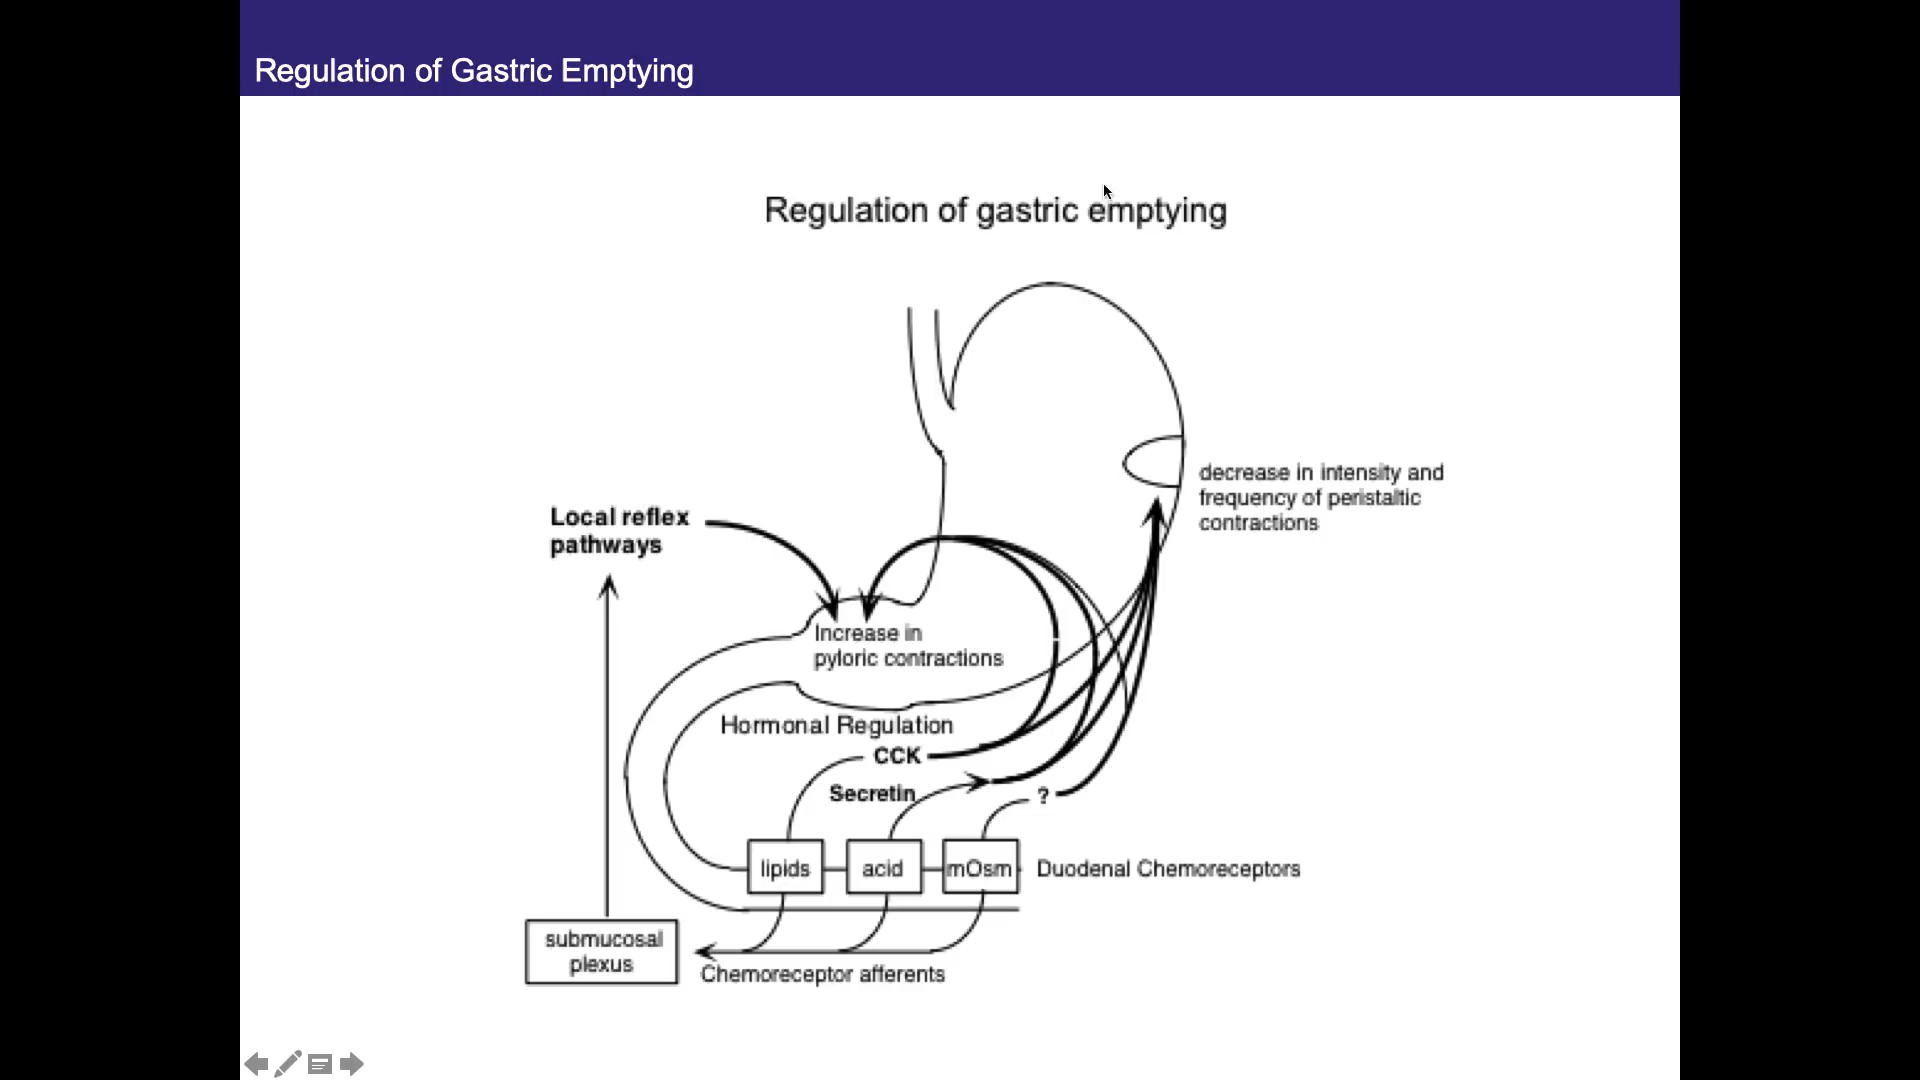 Regulation of Gastric Emptying
Regulation of gastric emptying
decrease in intensity and
frequency of peristaltic
contractions
Local reflex
pathways
Increase in
pyloric contractions
Hormonal Regulation
CCK
Secretin
?
lipids
acid
mOsm
Duodenal Chemoreceptors
submucosal
plexus
Chemoreceptor afferents